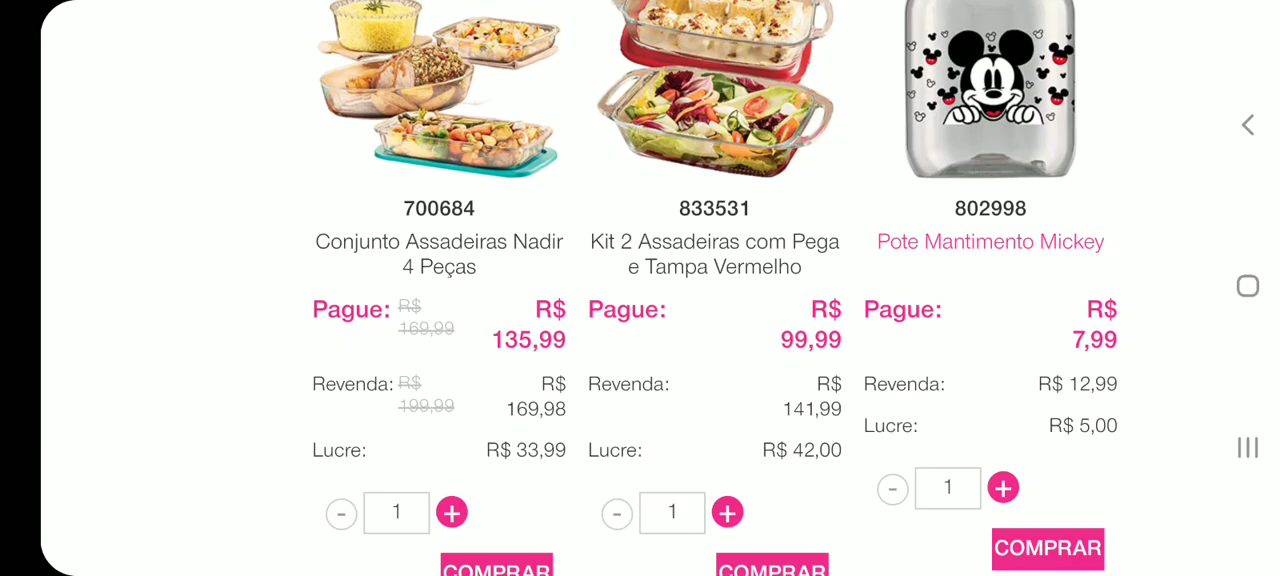 700684
Conjunto Assadeiras Nadir
4 Peças
Pague: R$ 169,99 R$ 135,99
Revenda: R$ 199,99 R$ 169,98
Lucre: R$ 33,99
- 1 +
COMPRAR
833531
Kit 2 Assadeiras com Pega
e Tampa Vermelho
Pague: R$ 99,99
Revenda: R$ 141,99
Lucre: R$ 42,00
- 1 +
COMPRAR
802998
Pote Mantimento Mickey
Pague: R$ 7,99
Revenda: R$ 12,99
Lucre: R$ 5,00
- 1 +
COMPRAR